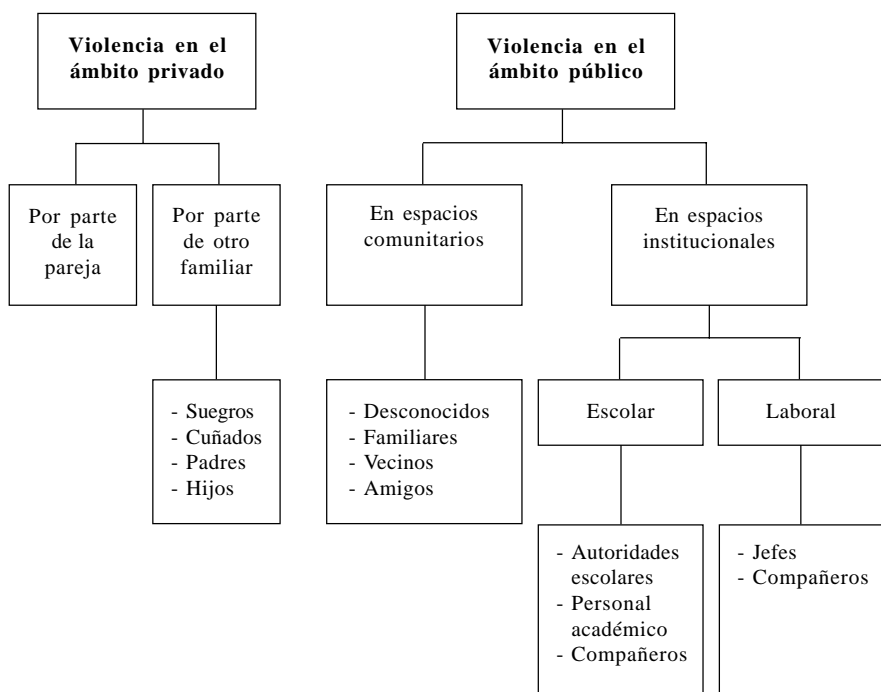 Violencia en el
ámbito privado
Violencia en el
ámbito público
Por parte
de la
pareja
Por parte
de otro
familiar
En espacios
comunitarios
En espacios
institucionales
- Suegros
- Cuñados
- Padres
- Hijos
- Desconocidos
- Familiares
- Vecinos
- Amigos
Escolar
Laboral
- Autoridades
escolares
- Personal
académico
- Compañeros
- Jefes
- Compañeros